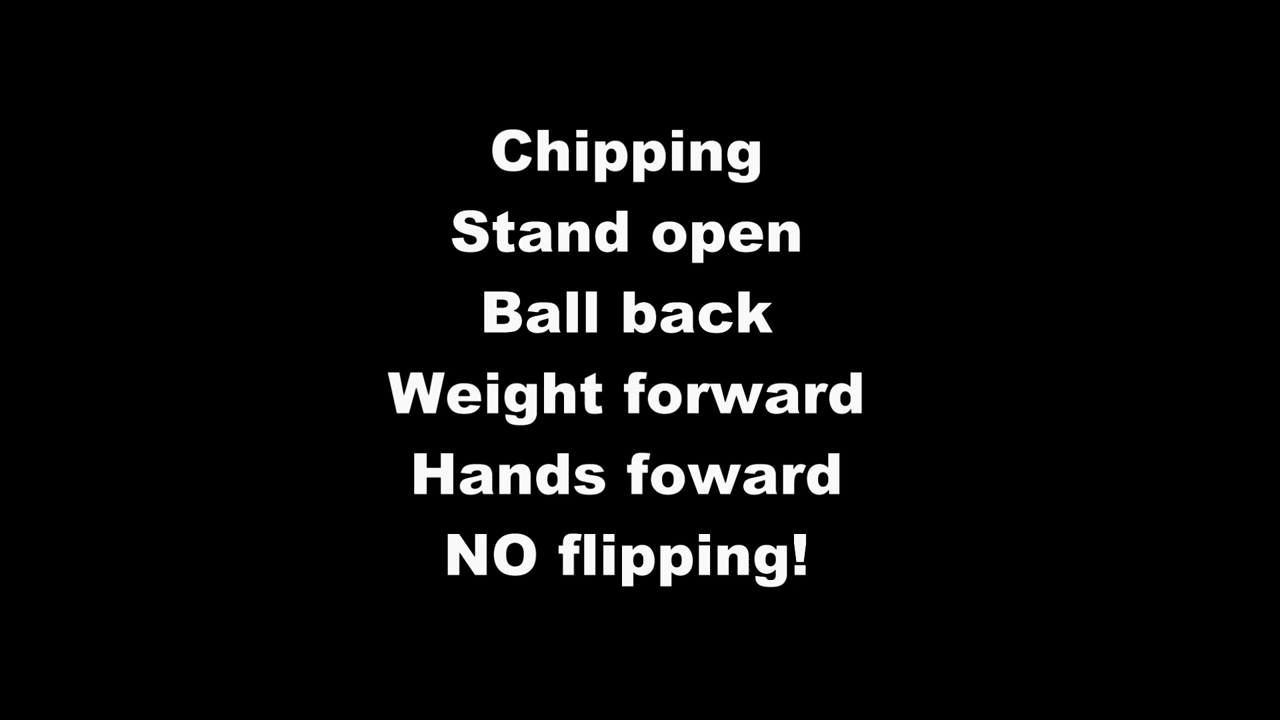 Chipping
Stand open
Ball back
Weight forward
Hands foward
NO flipping!